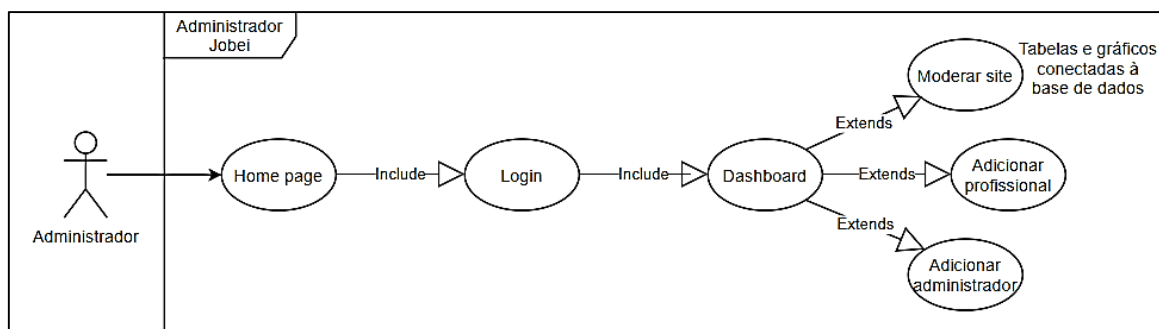 Administrador
Jobei
Administrador
Home page
Include
Login
Include
Dashboard
Extends
Moderar site
Tabelas e gráficos
conectadas à
base de dados
Extends
Adicionar
profissional
Extends
Adicionar
administrador